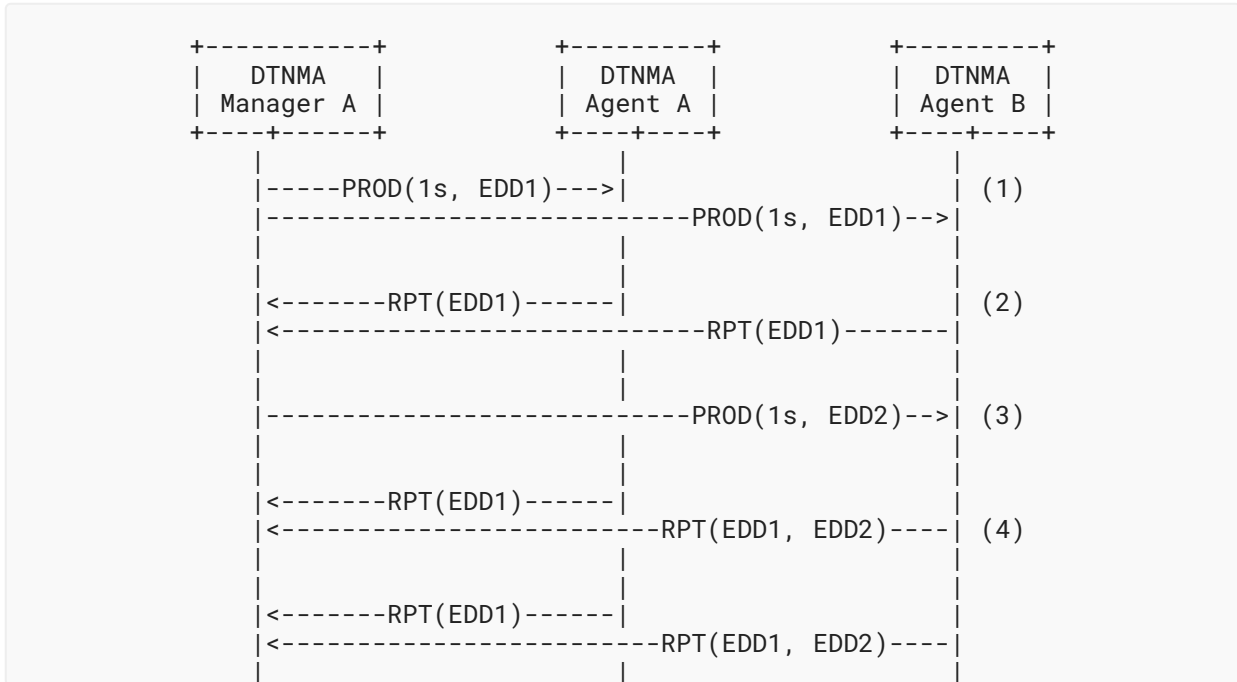 +-----------+           +---------+           +---------+
|   DTNMA   |           |  DTNMA  |           |  DTNMA  |
| Manager A |           | Agent A |           | Agent B |
+----+------+           +----+----+           +----+----+
    |                       |                     |
    |-----PROD(1s, EDD1)--->|                     | (1)
    |----------------------------PROD(1s, EDD1)-->|
    |                       |                     |
    |                       |                     |
    |<-------RPT(EDD1)------|                     | (2)
    |<----------------------------RPT(EDD1)-------|
    |                       |                     |
    |                       |                     |
    |----------------------------PROD(1s, EDD2)-->| (3)
    |                       |                     |
    |                       |                     |
    |<-------RPT(EDD1)------|                     |
    |<-------------------------RPT(EDD1, EDD2)----| (4)
    |                       |                     |
    |                       |                     |
    |<-------RPT(EDD1)------|                     |
    |<-------------------------RPT(EDD1, EDD2)----|
    |                       |                     |